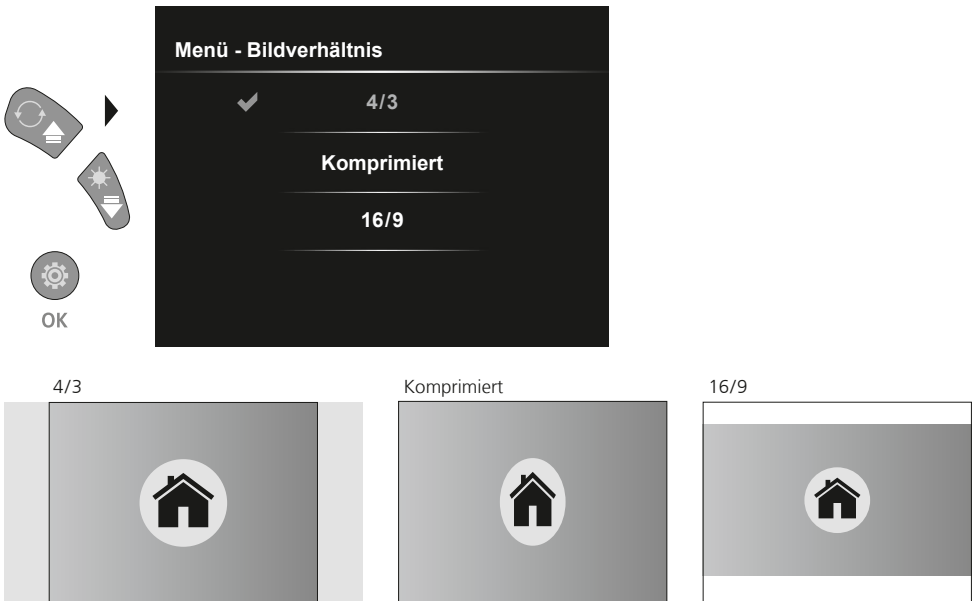 Menü - Bildverhältnis
4/3
Komprimiert
16/9
OK
4/3
Komprimiert
16/9